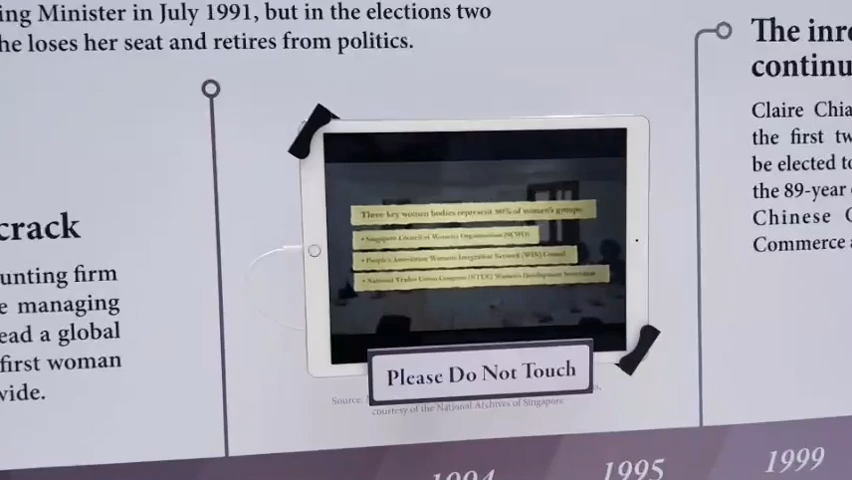 ing Minister in July 1991, but in the elections two
he loses her seat and retires from politics.
crack
unting firm
e managing
ead a global
first woman
wide.
Three key women bodies represent 90% of women's groups:
• Singapore Council of Women's Organisations (SCWO)
• People's Association Women's Integration Network (WIN) Council
• National Trades Union Congress (NTUC) Women's Development Secretariat
Please Do Not Touch
Source:
courtesy of the National Archives of Singapore
The inro
continu
Claire Chia
the first tw
be elected to
the 89-year
Chinese C
Commerce a
1994
1995
1999